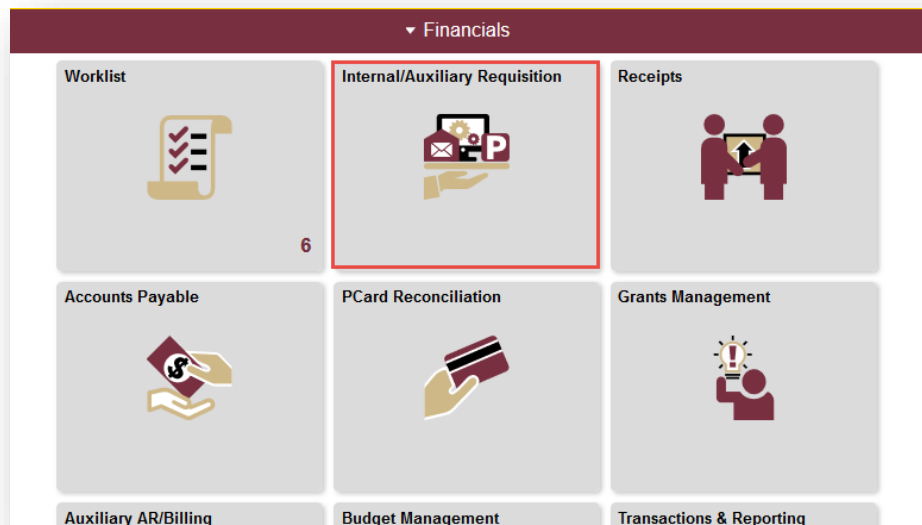 Financials
Worklist
Internal/Auxiliary Requisition
Receipts
P
6
Accounts Payable
PCard Reconciliation
Grants Management
$
!
Auxiliary AR/Billing
Budget Management
Transactions & Reporting